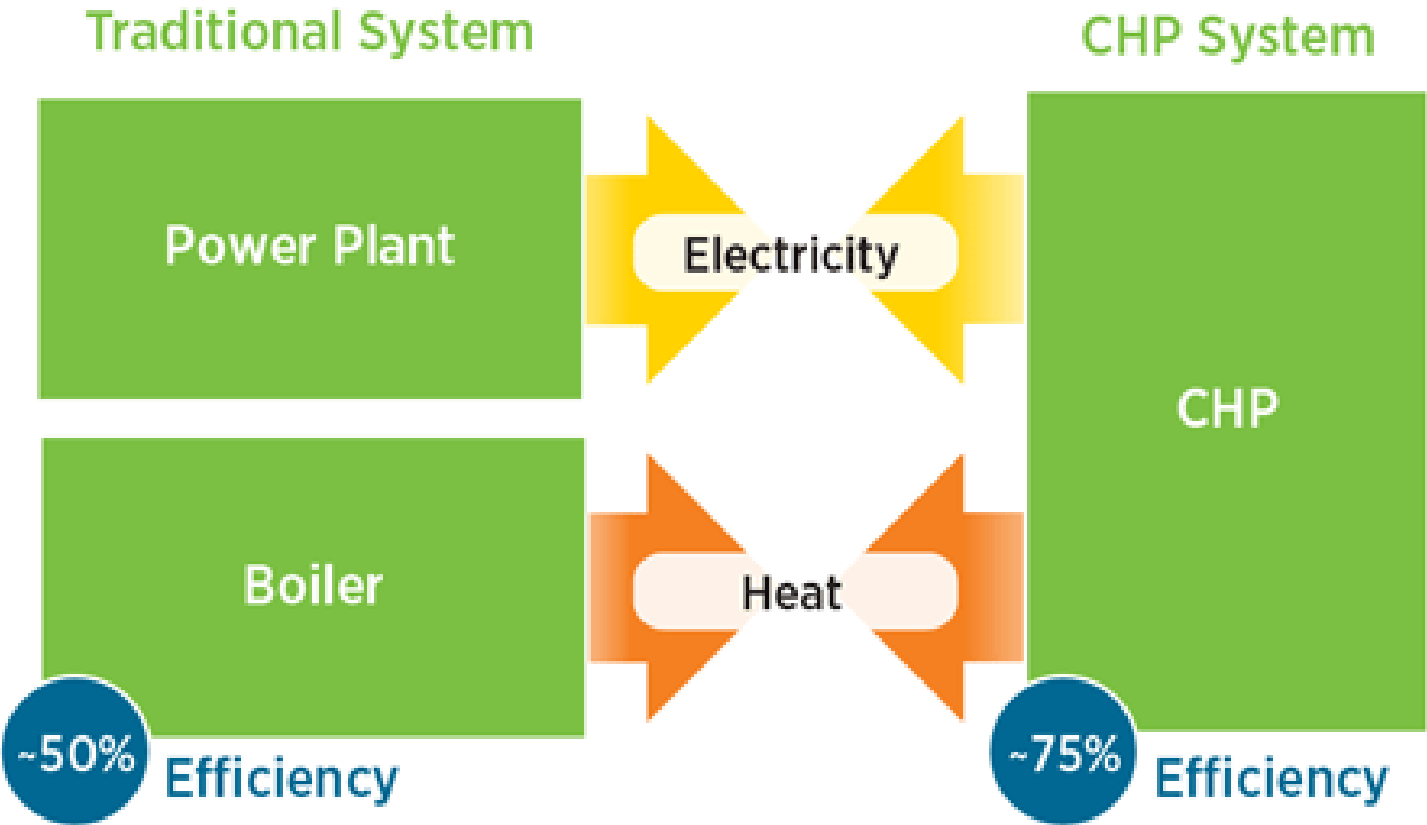 Traditional System
CHP System
Power Plant
Electricity
CHP
Boiler
Heat
~50%
Efficiency
~75%
Efficiency